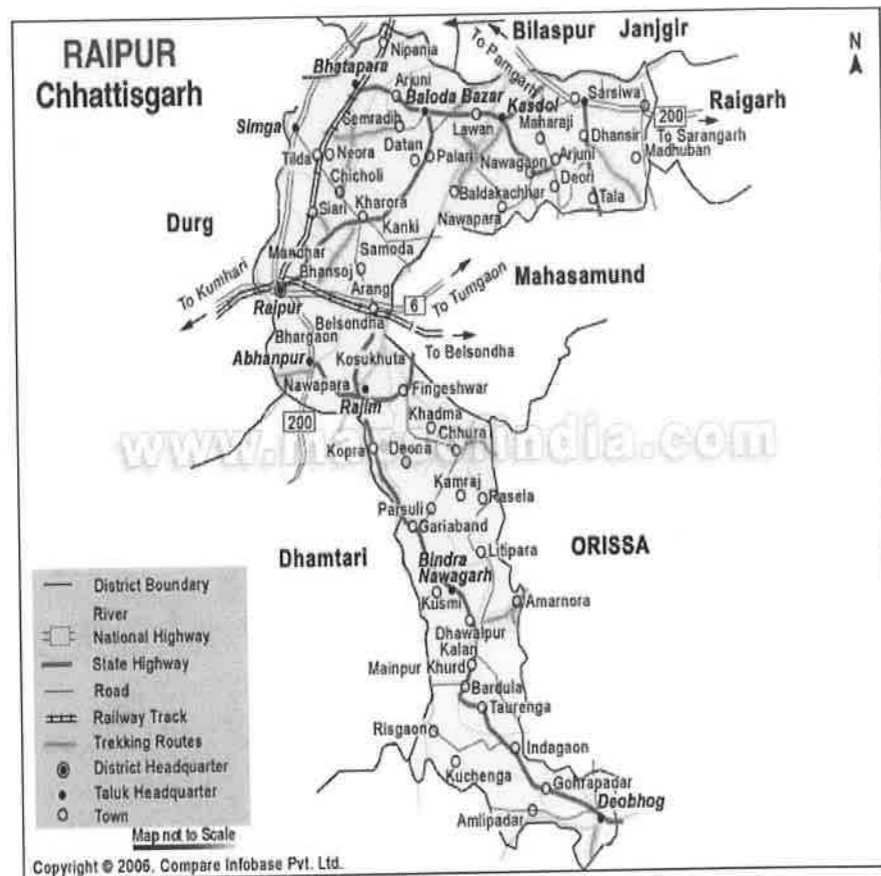 RAIPUR
Chhattisgarh
Bilaspur Janjgir
N
Nipania
To Pamgarh
Bhatapara
Arjuni
Baloda Bazar
Kasdol
Sarsiwa
Raigarh
200
To Sarangarh
Simga
Semradih
Lawan
Maharaji
Dhansir
Madhuban
Tilda
Neora
Datan
Palari
Nawagaon
Arjuni
Deori
Chicholi
Baldakachhar
Tala
Siari
Kharora
Nawapara
Kanki
Durg
Mandhar
Samoda
Bhansoj
Mahasamund
To Kumhari
Arang
6
To Tumgaon
Raipur
Belsondha
Bhargaon
To Belsondha
Abhanpur
Kosukhuta
Nawapara
Rajim
Fingeshwar
200
Khadma
Chhura
Kopra
Deona
Kamraj
Rasela
Parsuli
Gariaband
Dhamtari
Litipara
ORISSA
Bindra
Nawagarh
Kusmi
Amarnora
Dhawalpur
Kalan
Mainpur Khurd
Bardula
Taurenga
Risgaon
Indagaon
Kuchenga
Gohrapadar
Deobhog
Amlipadar
District Boundary
River
National Highway
State Highway
Road
Railway Track
Trekking Routes
District Headquarter
Taluk Headquarter
Town
Map not to Scale
Copyright © 2006, Compare Infobase Pvt. Ltd.